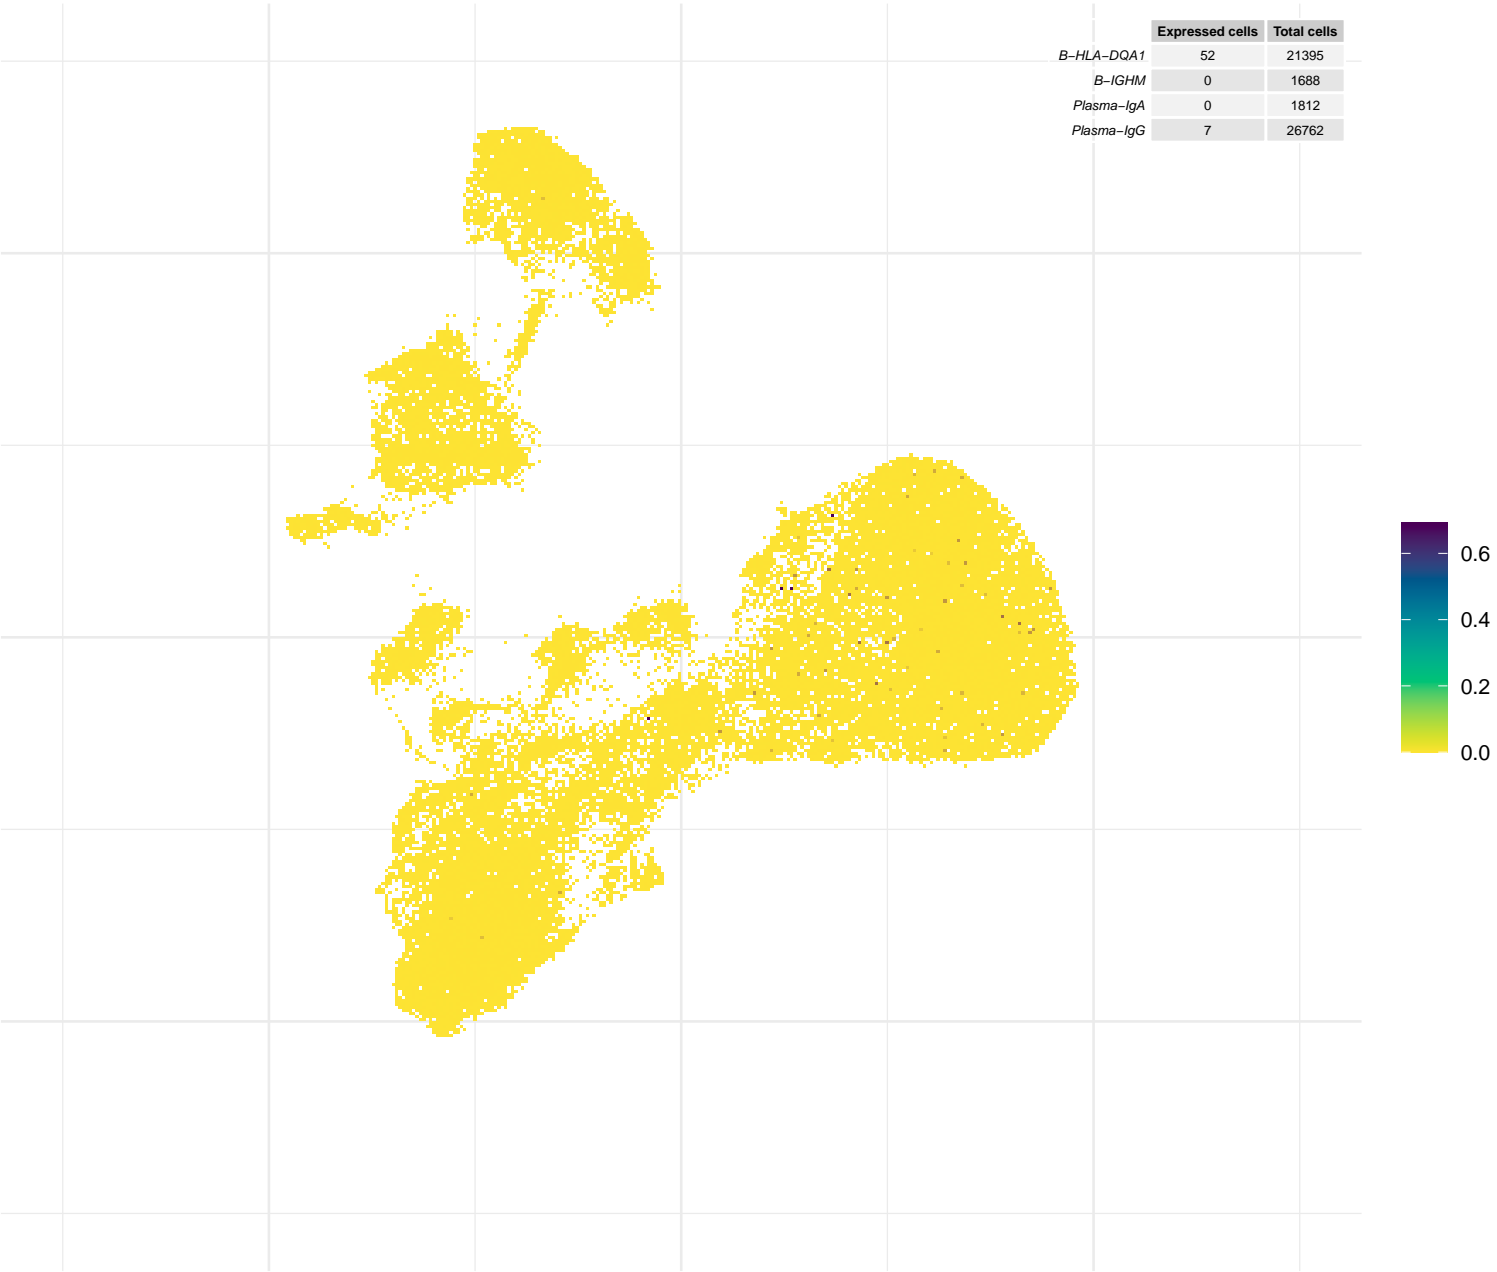 Expressed cells Total cells
B-HLA-DQA1 52 21395
B-IGHM 0 1688
Plasma-IgA 0 1812
Plasma-IgG 7 26762
0.6
0.4
0.2
0.0